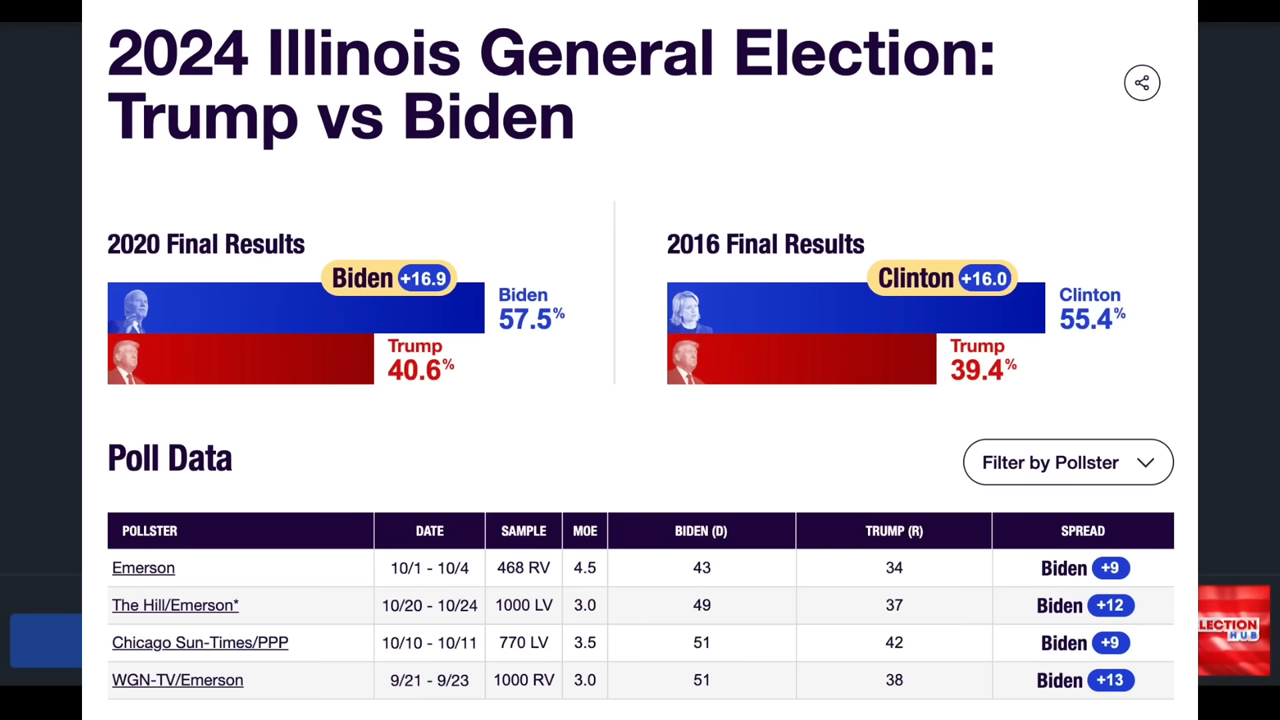 2024 Illinois General Election:
Trump vs Biden
2020 Final Results
Biden +16.9
Biden
57.5%
Trump
40.6%
2016 Final Results
Clinton +16.0
Clinton
55.4%
Trump
39.4%
Poll Data
Filter by Pollster
POLLSTER DATE SAMPLE MOE BIDEN (D) TRUMP (R) SPREAD
Emerson 10/1 - 10/4 468 RV 4.5 43 34 Biden +9
The Hill/Emerson* 10/20 - 10/24 1000 LV 3.0 49 37 Biden +12
Chicago Sun-Times/PPP 10/10 - 10/11 770 LV 3.5 51 42 Biden +9
WGN-TV/Emerson 9/21 - 9/23 1000 RV 3.0 51 38 Biden +13
LECTION
HUB